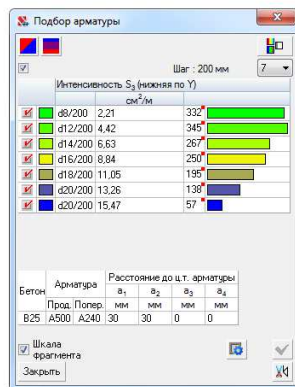 Подбор арматуры
Шаг : 200 мм
7
Интенсивность S3 (нижняя по Y)
см²/м
d8/200 2,21 332
d12/200 4,42 345
d14/200 6,63 267
d16/200 8,84 250
d18/200 11,05 195
d20/200 13,26 138
d20/200 15,47 57
Бетон Арматура Расстояние до ц.т. арматуры
a1 a2 a3 a4
Прод. Попер. мм мм мм мм
B25 A500 A240 30 30 0 0
Шкала
фрагмента
Закрыть